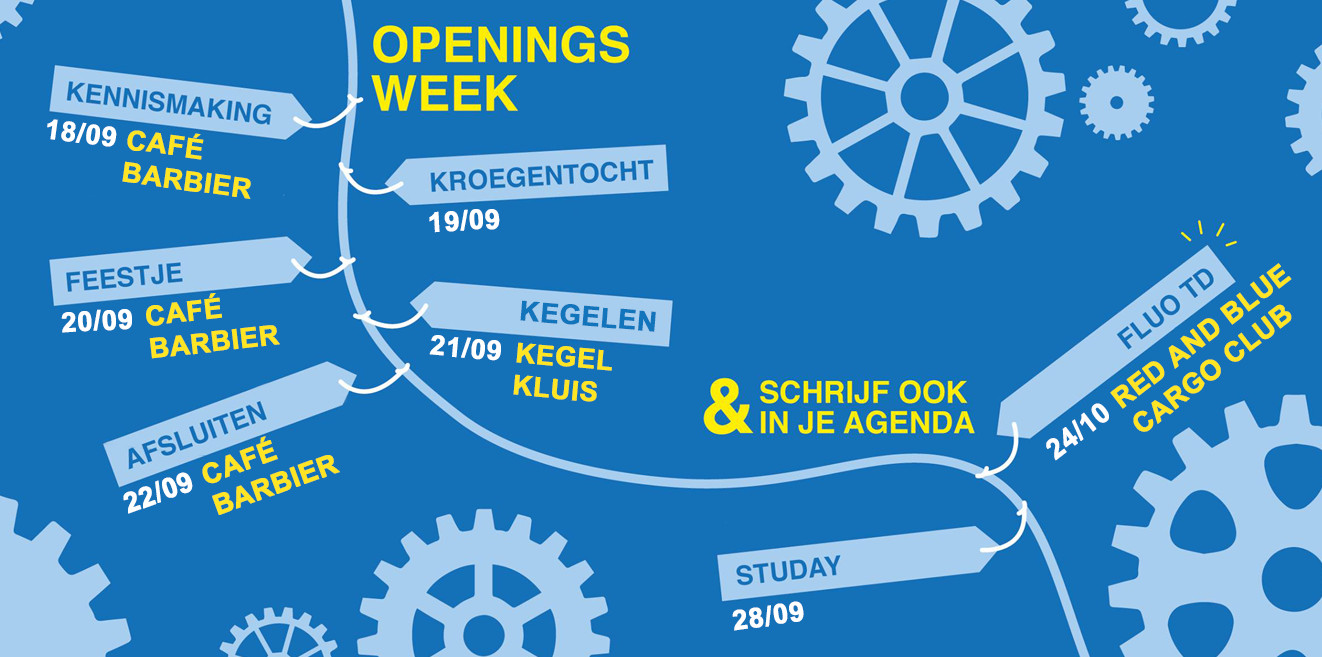 OPENINGS
WEEK
KENNISMAKING
18/09 CAFÉ
BARBIER
KROEGENTOCHT
19/09
FEESTJE
20/09 CAFÉ
BARBIER
KEGELEN
21/09 KEGEL
KLUIS
AFSLUITEN
22/09 CAFÉ
BARBIER
& SCHRIJF OOK
IN JE AGENDA
FLUO TD
24/10 RED AND BLUE
CARGO CLUB
STUDAY
28/09